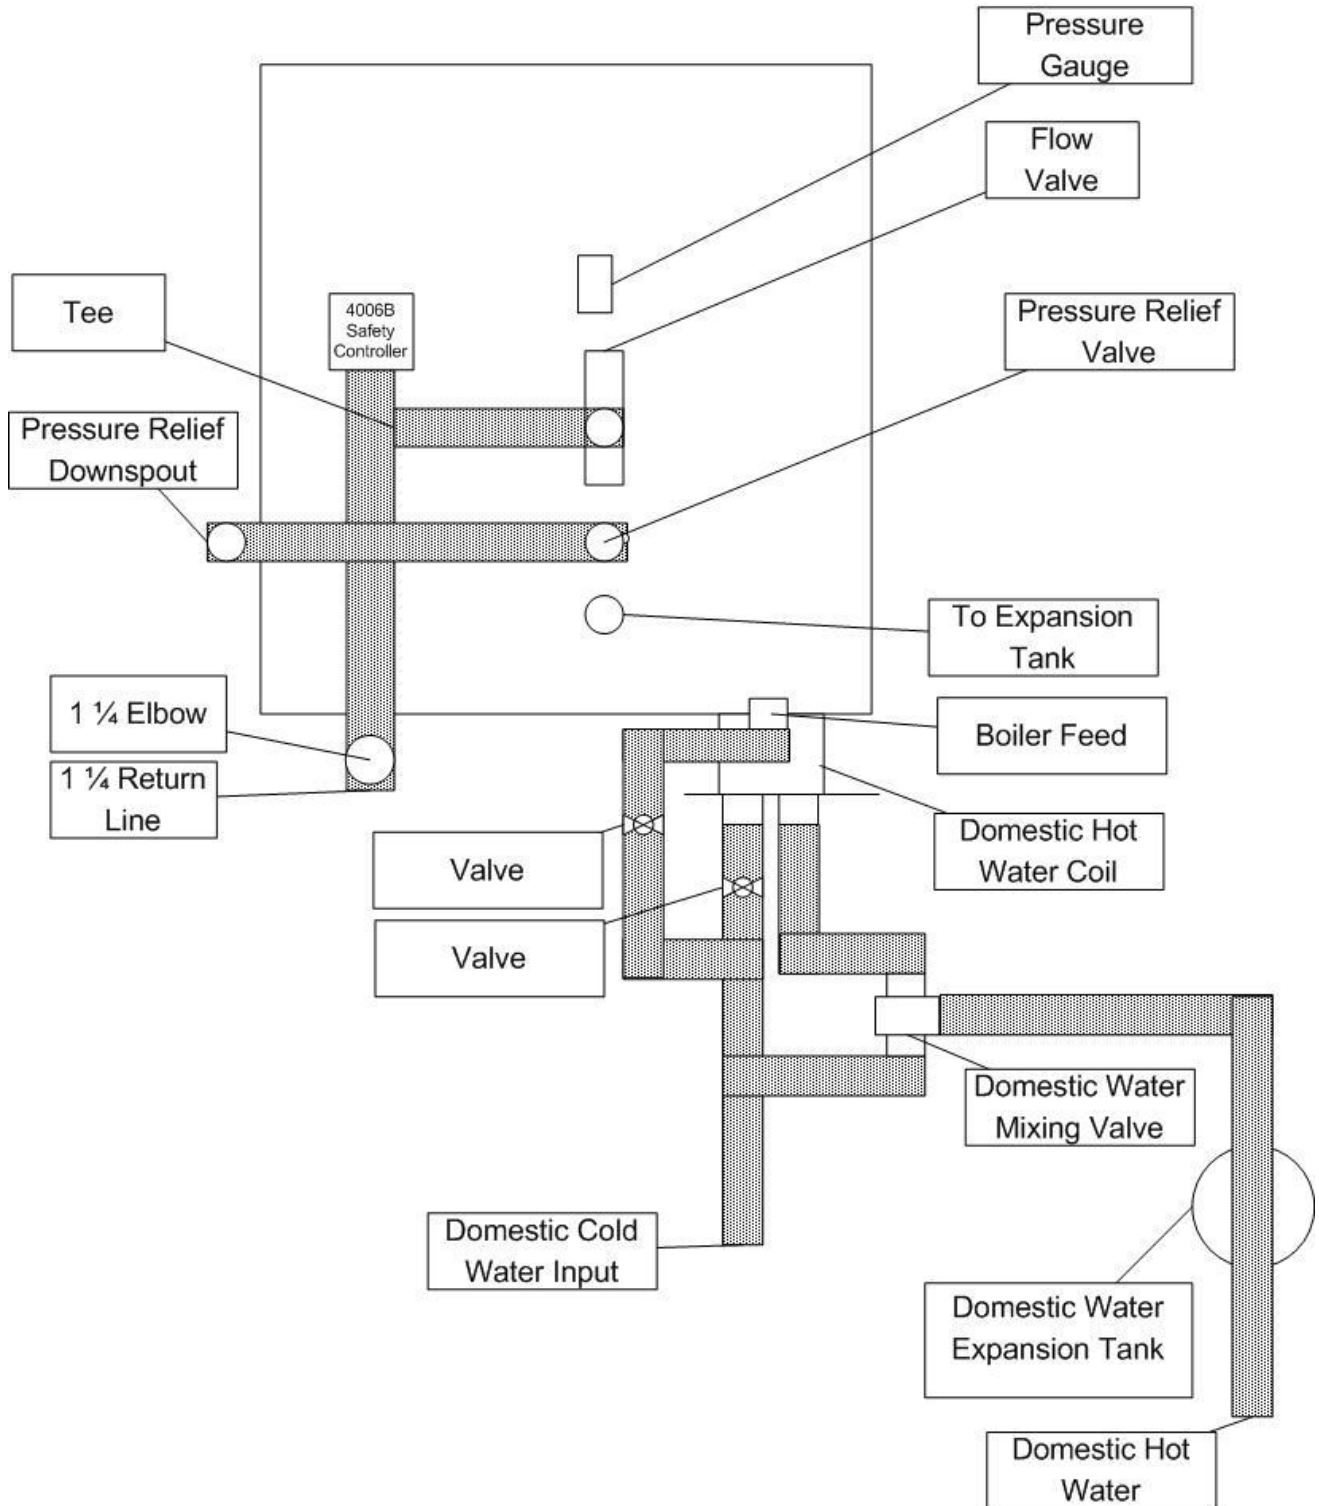 Pressure
Gauge
Flow
Valve
Tee
4006B
Safety
Controller
Pressure Relief
Valve
Pressure Relief
Downspout
To Expansion
Tank
1 ¼ Elbow
Boiler Feed
1 ¼ Return
Line
Valve
Domestic Hot
Water Coil
Valve
Domestic Water
Mixing Valve
Domestic Cold
Water Input
Domestic Water
Expansion Tank
Domestic Hot
Water